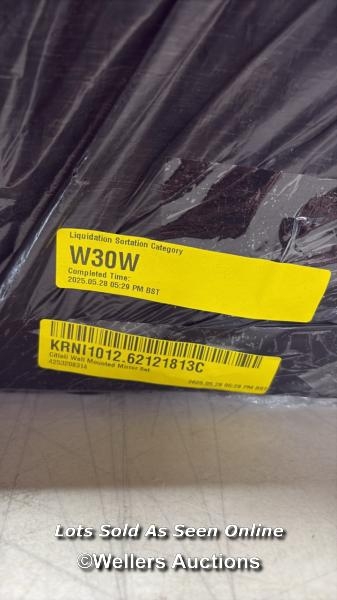 Liquidation Sortation Category
W30W
Completed Time:
2025.05.28 05:29 PM BST
KRNI1012.62121813C
Wall Mounted Mirror Set
2025.05.28 05:29 PM BST
Lots Sold As Seen Online
©Wellers Auctions